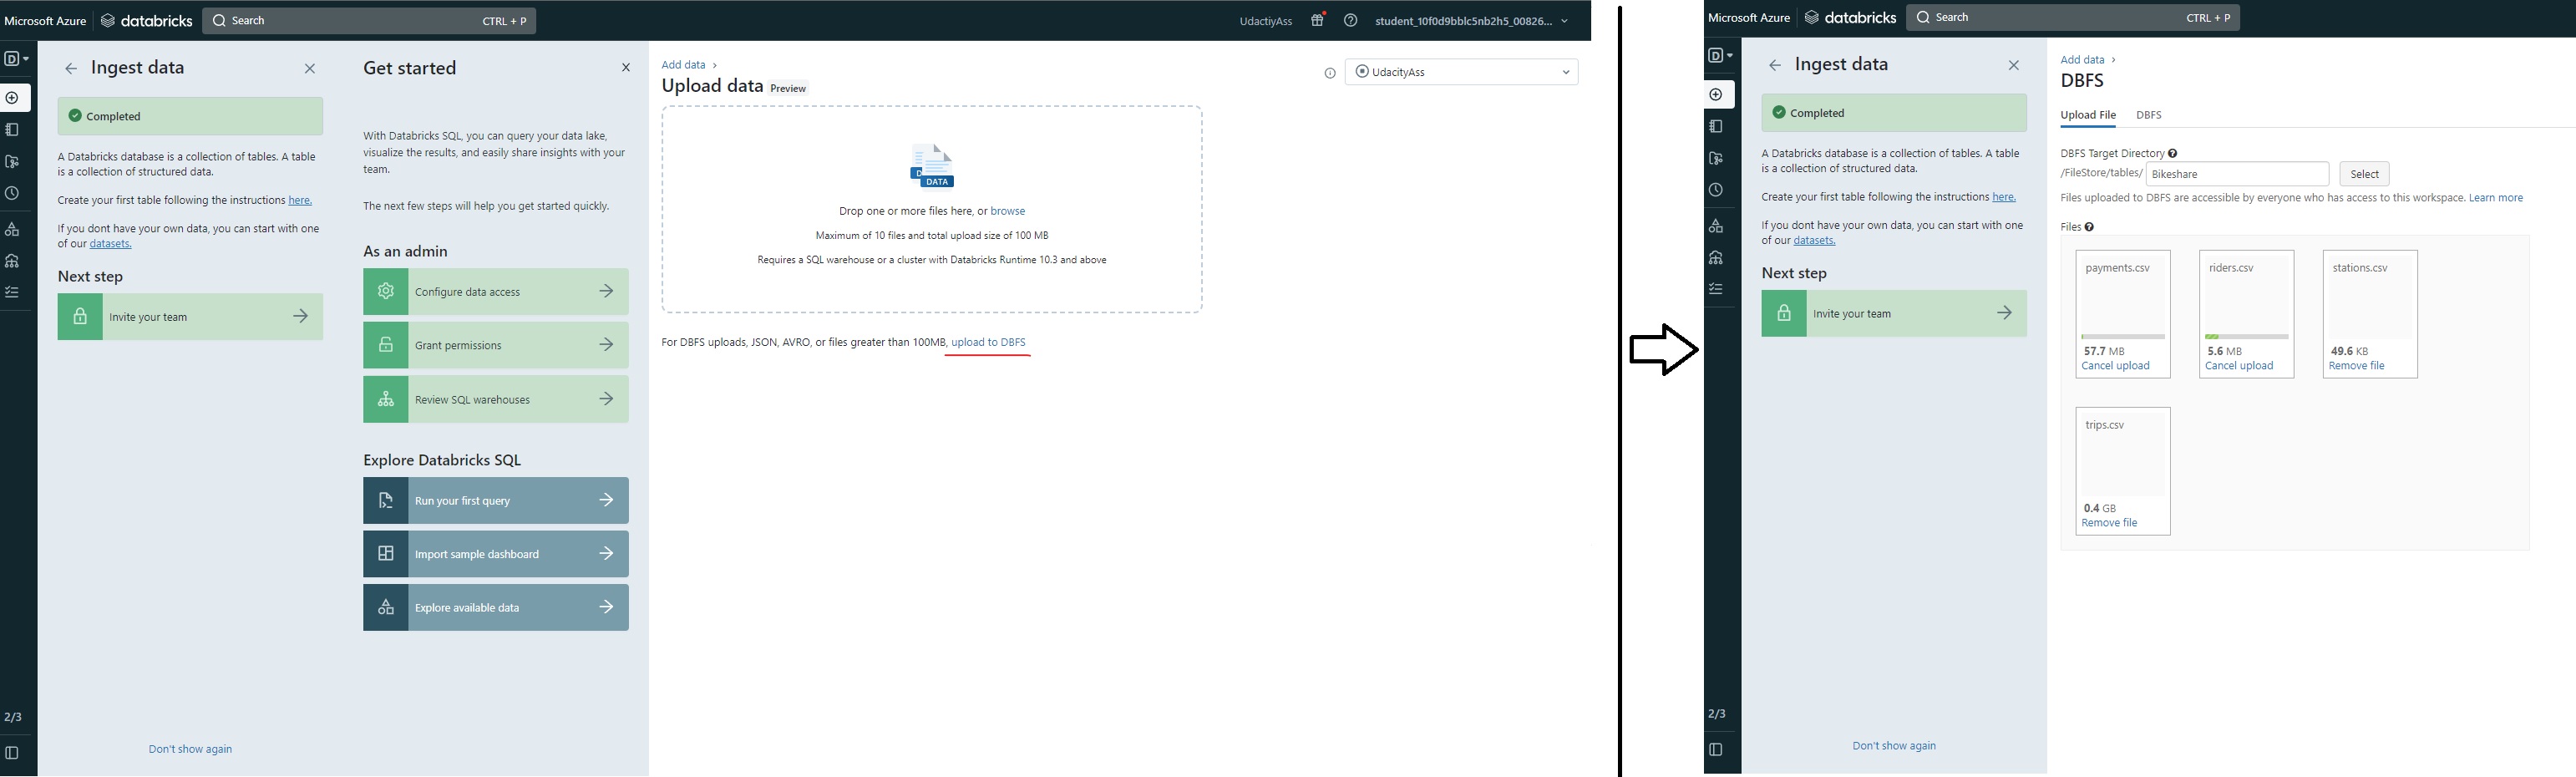 Microsoft Azure
databricks
Search
CTRL + P
UdactiyAss
student_10f0d9bblc5nb2h5_00826...
D
2/3
Ingest data
Completed
A Databricks database is a collection of tables. A table
is a collection of structured data.
Create your first table following the instructions here.
If you dont have your own data, you can start with one
of our datasets.
Next step
Invite your team
Don't show again
Get started
With Databricks SQL, you can query your data lake,
visualize the results, and easily share insights with your
team.
The next few steps will help you get started quickly.
As an admin
Configure data access
Grant permissions
Review SQL warehouses
Explore Databricks SQL
Run your first query
Import sample dashboard
Explore available data
Add data
Upload data Preview
UdacityAss
DATA
Drop one or more files here, or browse
Maximum of 10 files and total upload size of 100 MB
Requires a SQL warehouse or a cluster with Databricks Runtime 10.3 and above
For DBFS uploads, JSON, AVRO, or files greater than 100MB, upload to DBFS
Microsoft Azure
databricks
Search
CTRL + P
D
2/3
Ingest data
Completed
A Databricks database is a collection of tables. A table
is a collection of structured data.
Create your first table following the instructions here.
If you dont have your own data, you can start with one
of our datasets.
Next step
Invite your team
Don't show again
Add data
DBFS
Upload File
DBFS
DBFS Target Directory
/FileStore/tables/
Bikeshare
Select
Files uploaded to DBFS are accessible by everyone who has access to this workspace. Learn more
Files
payments.csv
57.7 MB
Cancel upload
riders.csv
5.6 MB
Cancel upload
stations.csv
49.6 KB
Remove file
trips.csv
0.4 GB
Remove file